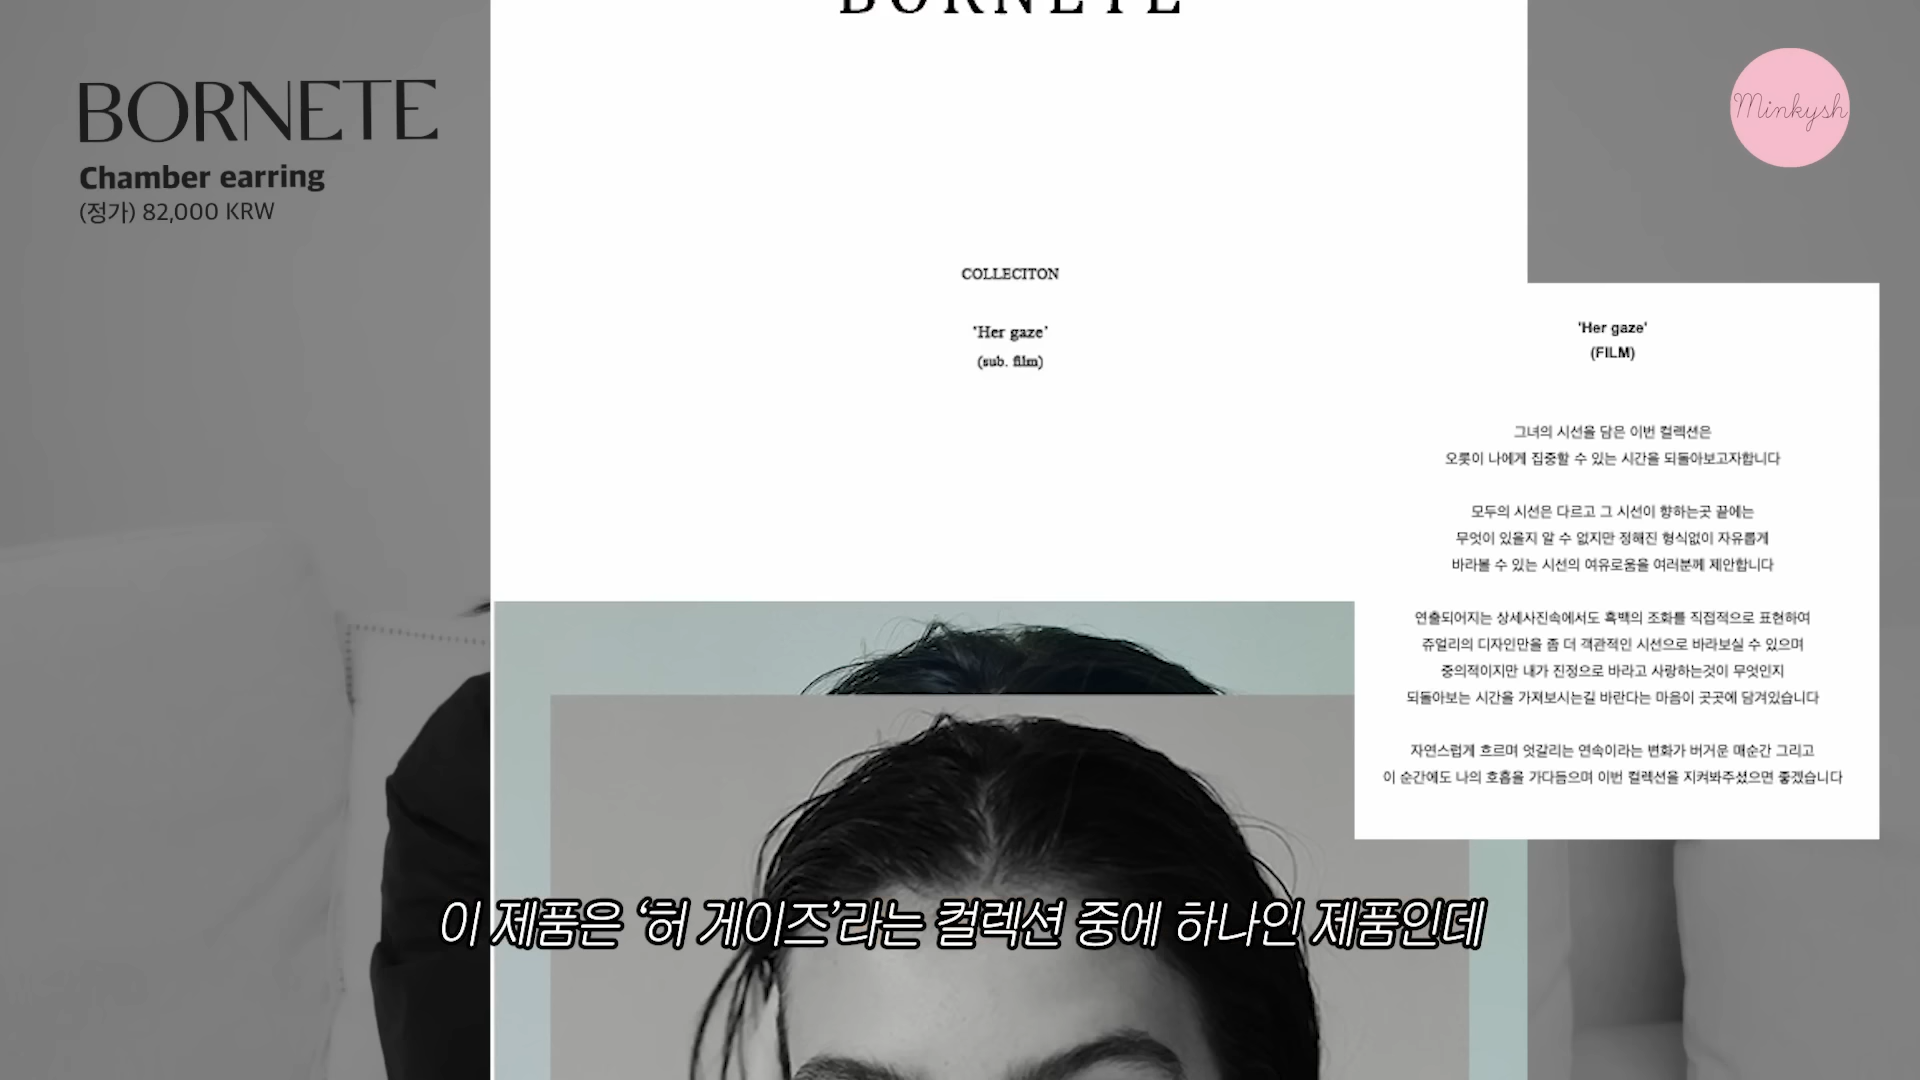 BORNETE
BORNETE
Chamber earring
(정가) 82,000 KRW
Minkysh
COLLECITON
'Her gaze'
(sub. film)
'Her gaze'
(FILM)
그녀의 시선을 담은 이번 컬렉션은
오롯이 나에게 집중할 수 있는 시간을 되돌아보고자합니다
모두의 시선은 다르고 그 시선이 향하는곳 끝에는
무엇이 있을지 알 수 없지만 정해진 형식없이 자유롭게
바라볼 수 있는 시선의 여유로움을 여러분께 제안합니다
연출되어지는 상세사진속에서도 흑백의 조화를 직접적으로 표현하여
쥬얼리의 디자인만을 좀 더 객관적인 시선으로 바라보실 수 있으며
중의적이지만 내가 진정으로 바라고 사랑하는것이 무엇인지
되돌아보는 시간을 가져보시는길 바란다는 마음이 곳곳에 담겨있습니다
자연스럽게 흐르며 엇갈리는 연속이라는 변화가 버거운 매순간 그리고
이 순간에도 나의 호흡을 가다듬으며 이번 컬렉션을 지켜봐주셨으면 좋겠습니다
이 제품은 ‘허 게이즈’라는 컬렉션 중에 하나인 제품인데